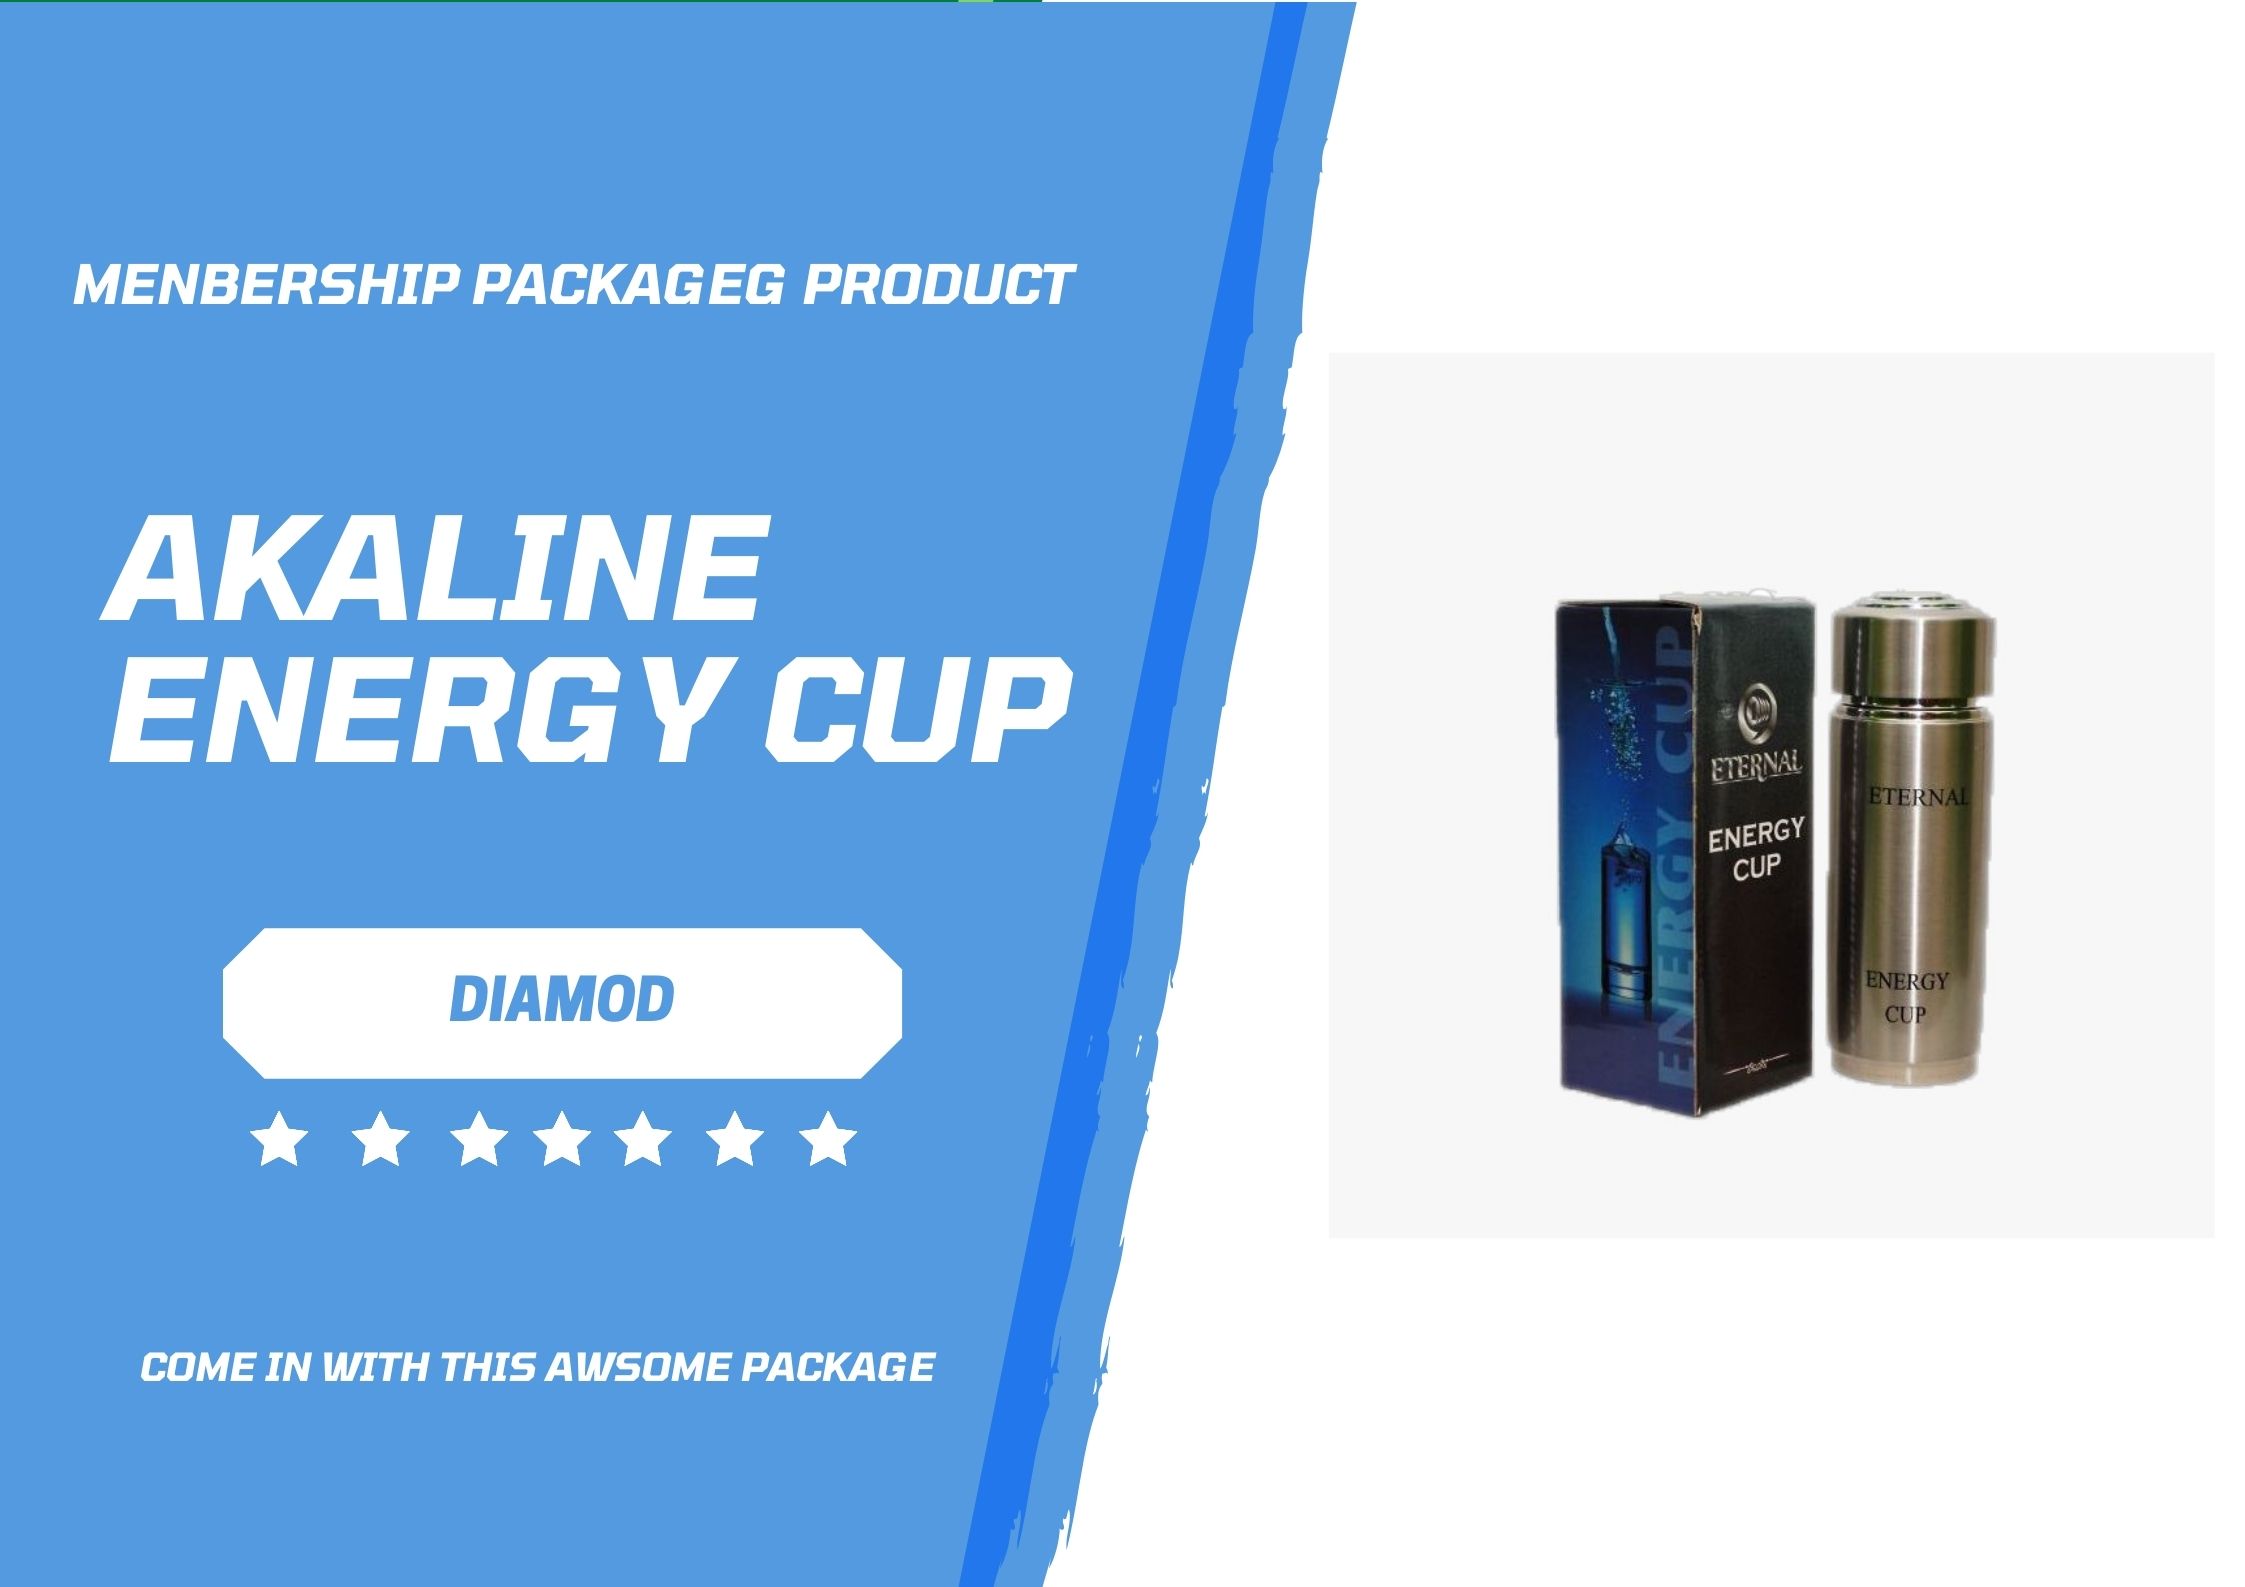 MENBERSHIP PACKAGEG PRODUCT
AKALINE
ENERGY CUP
DIAMOD
COME IN WITH THIS AWSOME PACKAGE
ENERGY CUP
ETERNAL
ENERGY
CUP
ETERNAL
ENERGY
CUP